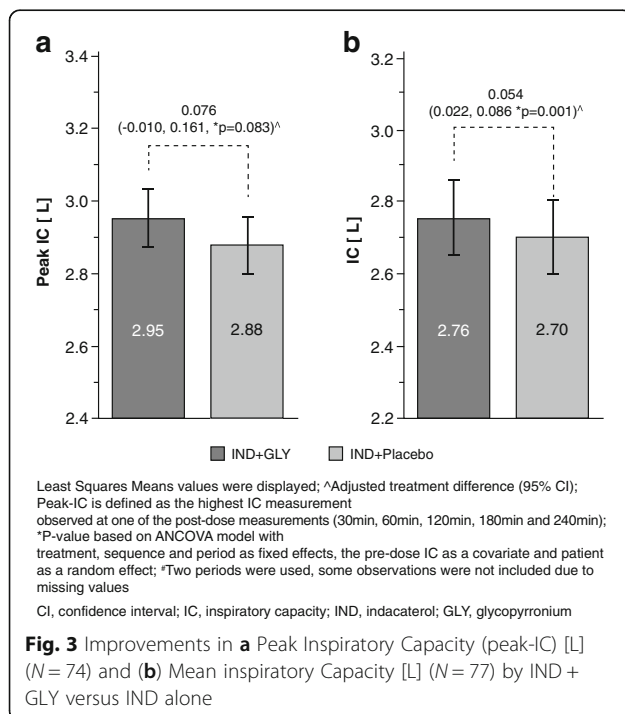 a
b
3.4
3.2
3.0
2.8
2.6
2.4
Peak IC [ L]
0.076
(-0.010, 0.161, *p=0.083)^
2.95
2.88
3.2
3.0
2.8
2.6
2.4
2.2
IC [ L]
0.054
(0.022, 0.086 *p=0.001)^
2.76
2.70
IND+GLY IND+Placebo
Least Squares Means values were displayed; ^Adjusted treatment difference (95% CI);
Peak-IC is defined as the highest IC measurement
observed at one of the post-dose measurements (30min, 60min, 120min, 180min and 240min);
*P-value based on ANCOVA model with
treatment, sequence and period as fixed effects, the pre-dose IC as a covariate and patient
as a random effect; #Two periods were used, some observations were not included due to
missing values
CI, confidence interval; IC, inspiratory capacity; IND, indacaterol; GLY, glycopyrronium
Fig. 3 Improvements in a Peak Inspiratory Capacity (peak-IC) [L]
(N = 74) and (b) Mean inspiratory Capacity [L] (N = 77) by IND +
GLY versus IND alone